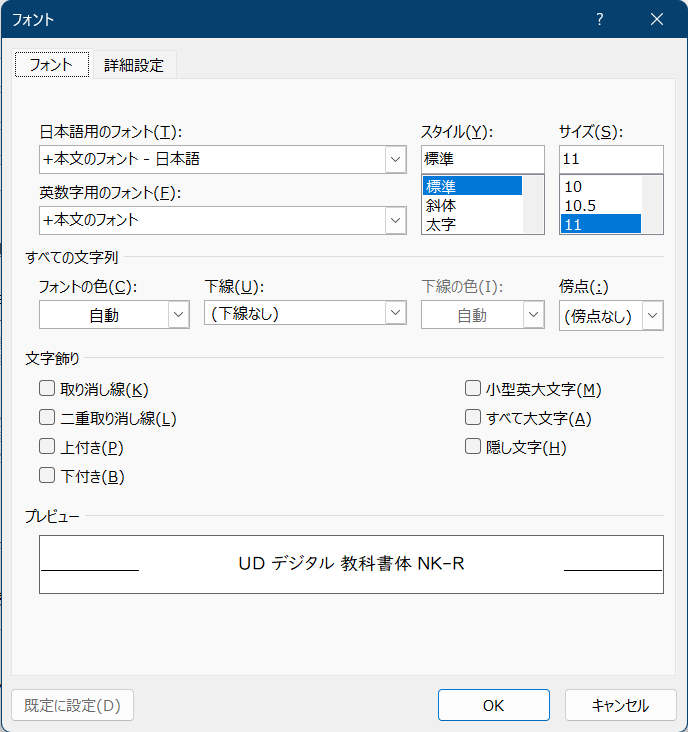 フォント
?
フォント 詳細設定
日本語用のフォント(T): スタイル(Y): サイズ(S):
+本文のフォント - 日本語 標準 11
標準 10
英数字用のフォント(F): 斜体 10.5
+本文のフォント 太字 11
すべての文字列
フォントの色(C): 下線(U): 下線の色(I): 傍点(:)
自動 (下線なし) 自動 (傍点なし)
文字飾り
取り消し線(K) 小型英大文字(M)
二重取り消し線(L) すべて大文字(A)
上付き(P) 隠し文字(H)
下付き(B)
プレビュー
UD デジタル 教科書体 NK-R
既定に設定(D) OK キャンセル